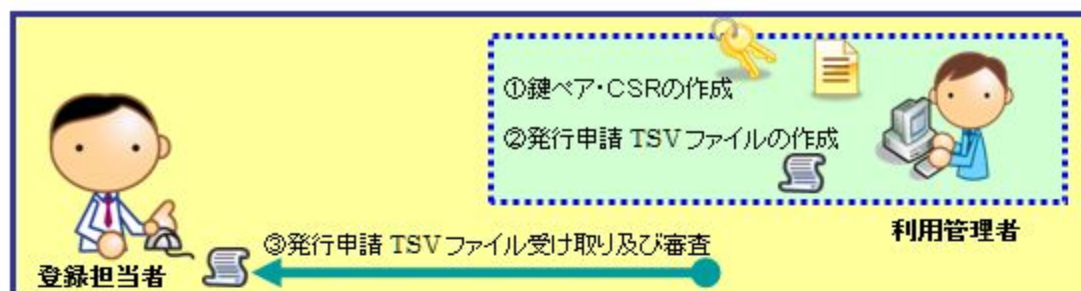 ①鍵ペア・CSRの作成
②発行申請 TSVファイルの作成
利用管理者
③発行申請 TSVファイル受け取り及び審査
登録担当者